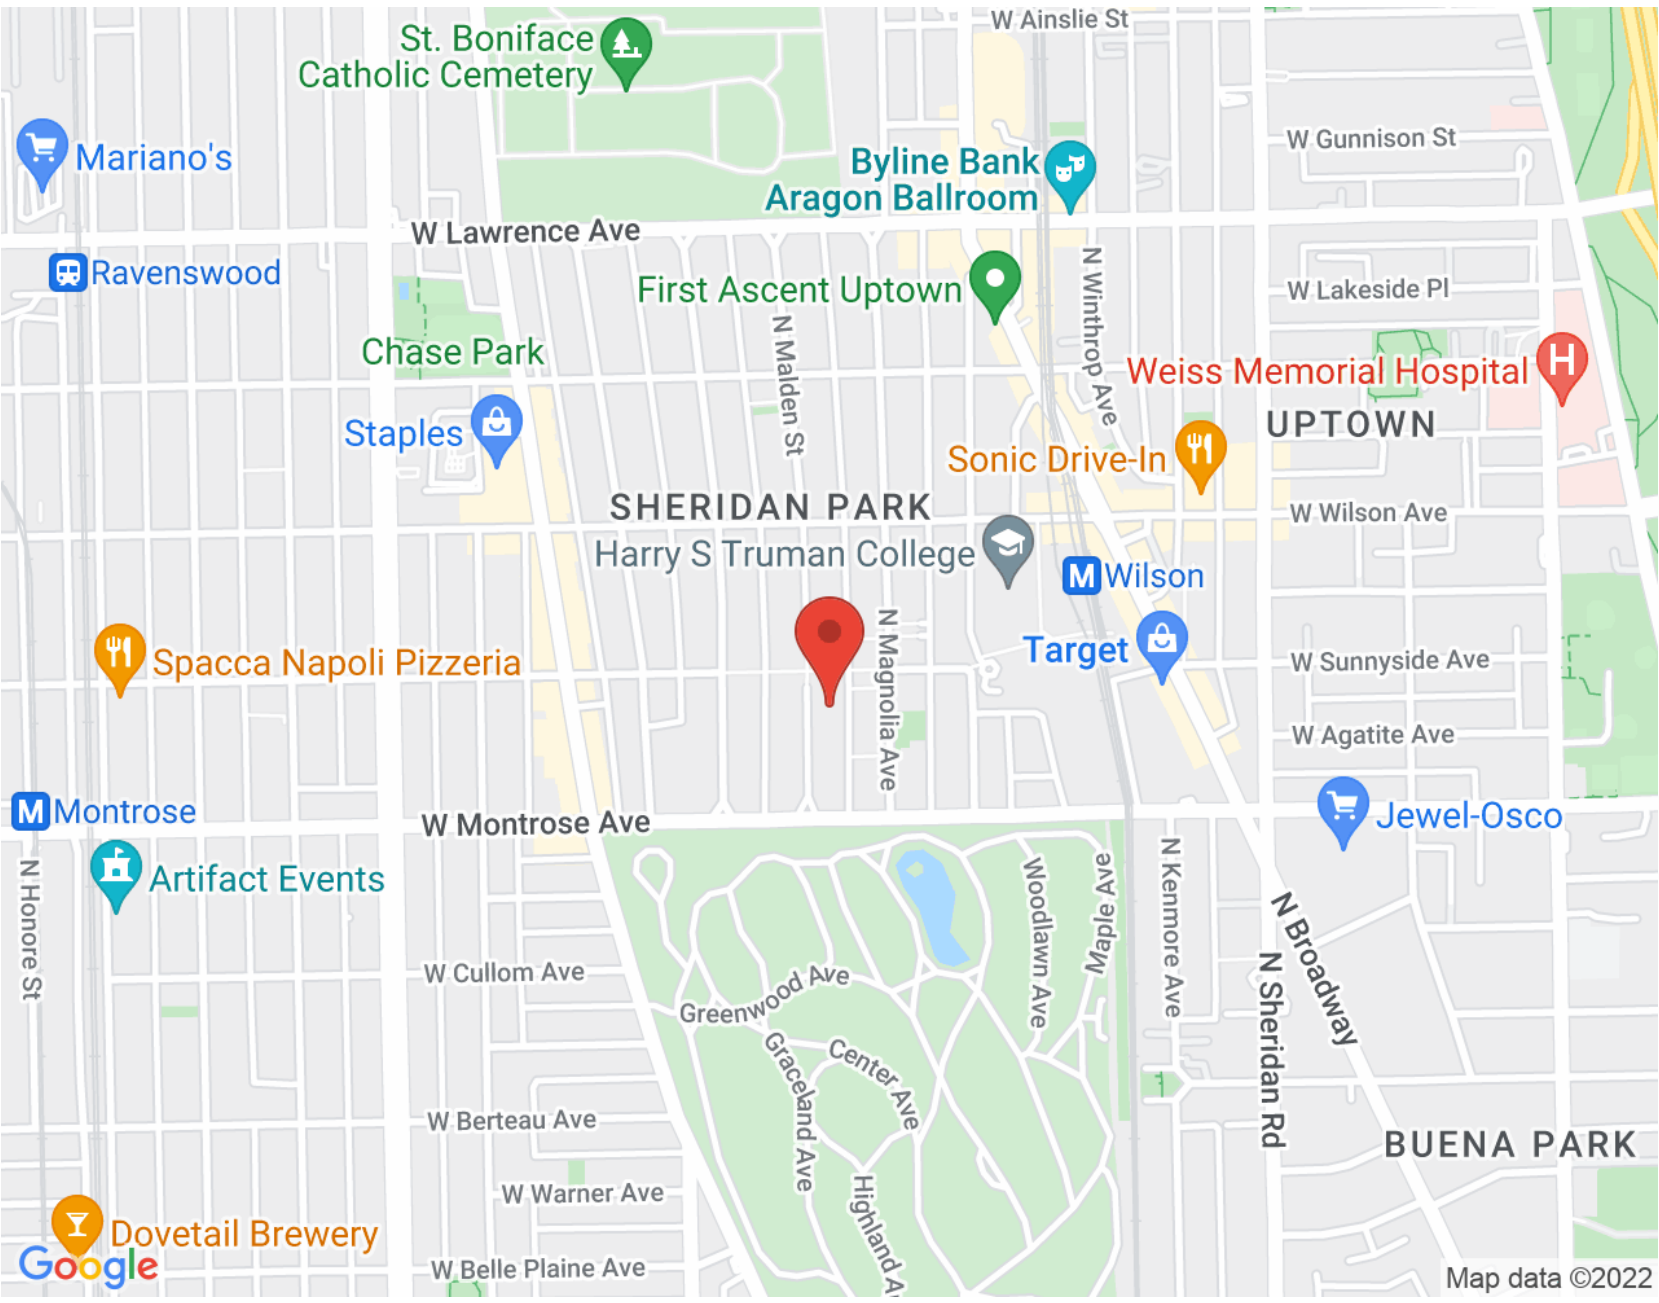 W Ainslie St
St. Boniface
Catholic Cemetery
W Gunnison St
Mariano's
Byline Bank
Aragon Ballroom
W Lawrence Ave
Ravenswood
First Ascent Uptown
N Winthrop Ave
W Lakeside Pl
Chase Park
N Malden St
Weiss Memorial Hospital
H
UPTOWN
Staples
Sonic Drive-In
SHERIDAN PARK
W Wilson Ave
Harry S Truman College
M Wilson
Spacca Napoli Pizzeria
N Magnolia Ave
Target
W Sunnyside Ave
W Agatite Ave
M Montrose
W Montrose Ave
Jewel-Osco
N Honore St
Artifact Events
Woodlawn Ave
Maple Ave
N Kenmore Ave
N Broadway
W Cullom Ave
Greenwood Ave
N Sheridan Rd
Graceland Ave
Center Ave
W Berteau Ave
BUENA PARK
W Warner Ave
Highland A
Dovetail Brewery
Google
W Belle Plaine Ave
Map data ©2022